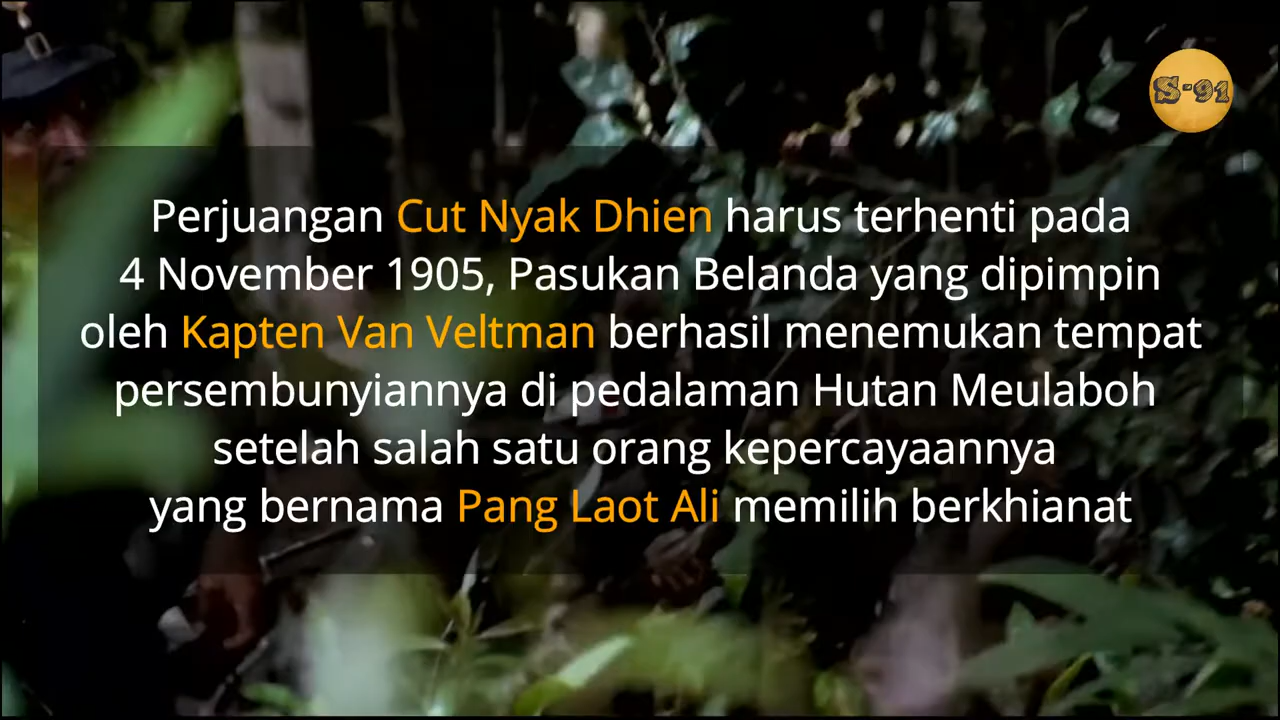 S-91
Perjuangan Cut Nyak Dhien harus terhenti pada
4 November 1905, Pasukan Belanda yang dipimpin
oleh Kapten Van Veltman berhasil menemukan tempat
persembunyiannya di pedalaman Hutan Meulaboh
setelah salah satu orang kepercayaannya
yang bernama Pang Laot Ali memilih berkhianat